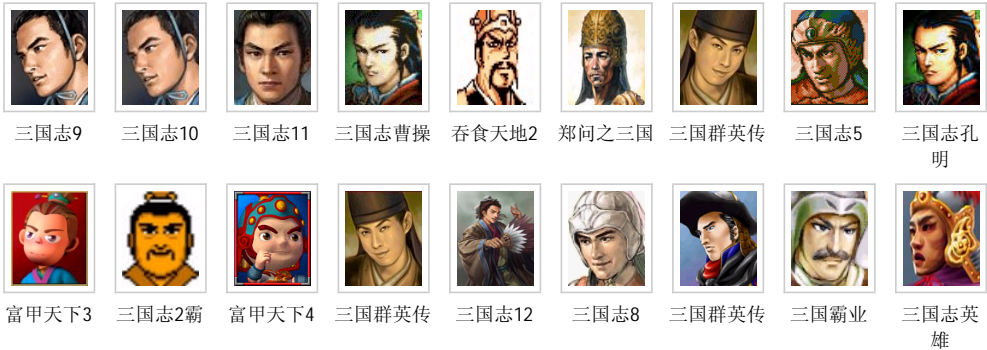 三国志9 三国志10 三国志11 三国志曹操 吞食天地2 郑问之三国 三国群英传 三国志5 三国志孔
明
富甲天下3 三国志2霸 富甲天下4 三国群英传 三国志12 三国志8 三国群英传 三国霸业 三国志英
雄